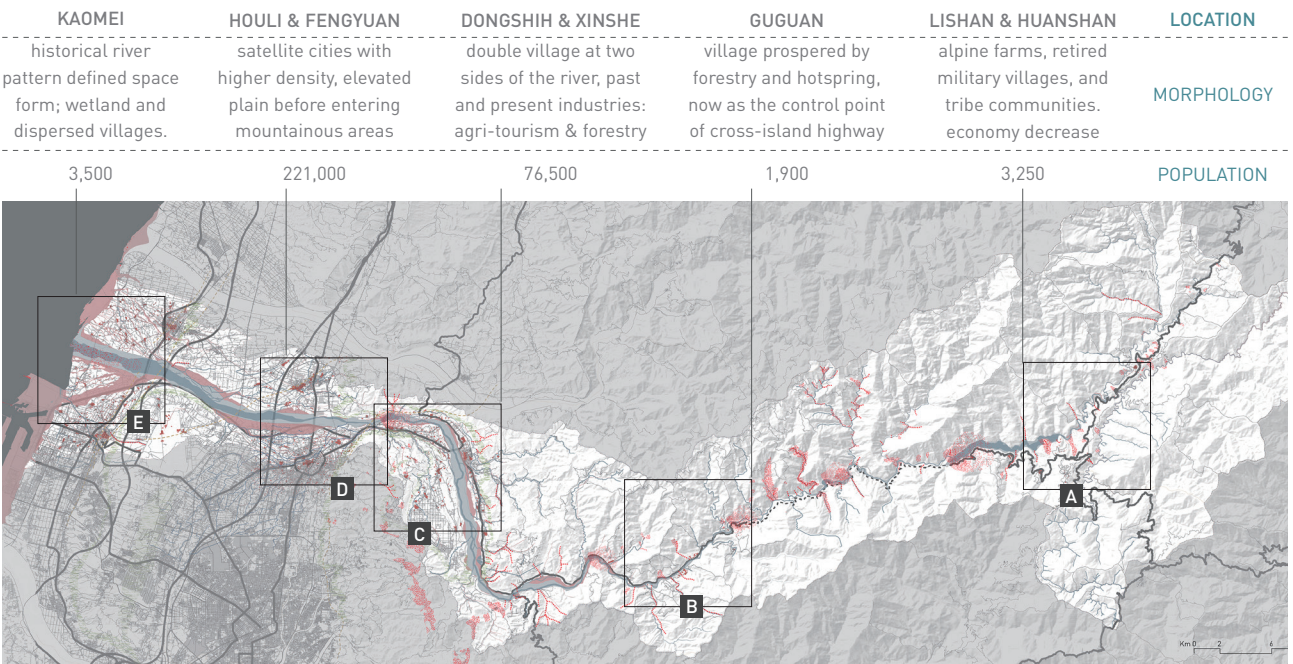 KAOMEI HOULI & FENGYUAN DONGSHIH & XINSHE GUGUAN LISHAN & HUANSHAN LOCATION
historical river
pattern defined space
form; wetland and
dispersed villages.
satellite cities with
higher density, elevated
plain before entering
mountainous areas
double village at two
sides of the river, past
and present industries:
agri-tourism & forestry
village prospered by
forestry and hotspring,
now as the control point
of cross-island highway
alpine farms, retired
military villages, and
tribe communities.
economy decrease
MORPHOLOGY
3,500 221,000 76,500 1,900 3,250 POPULATION
E
D
C
B
A
Km 0 2 6